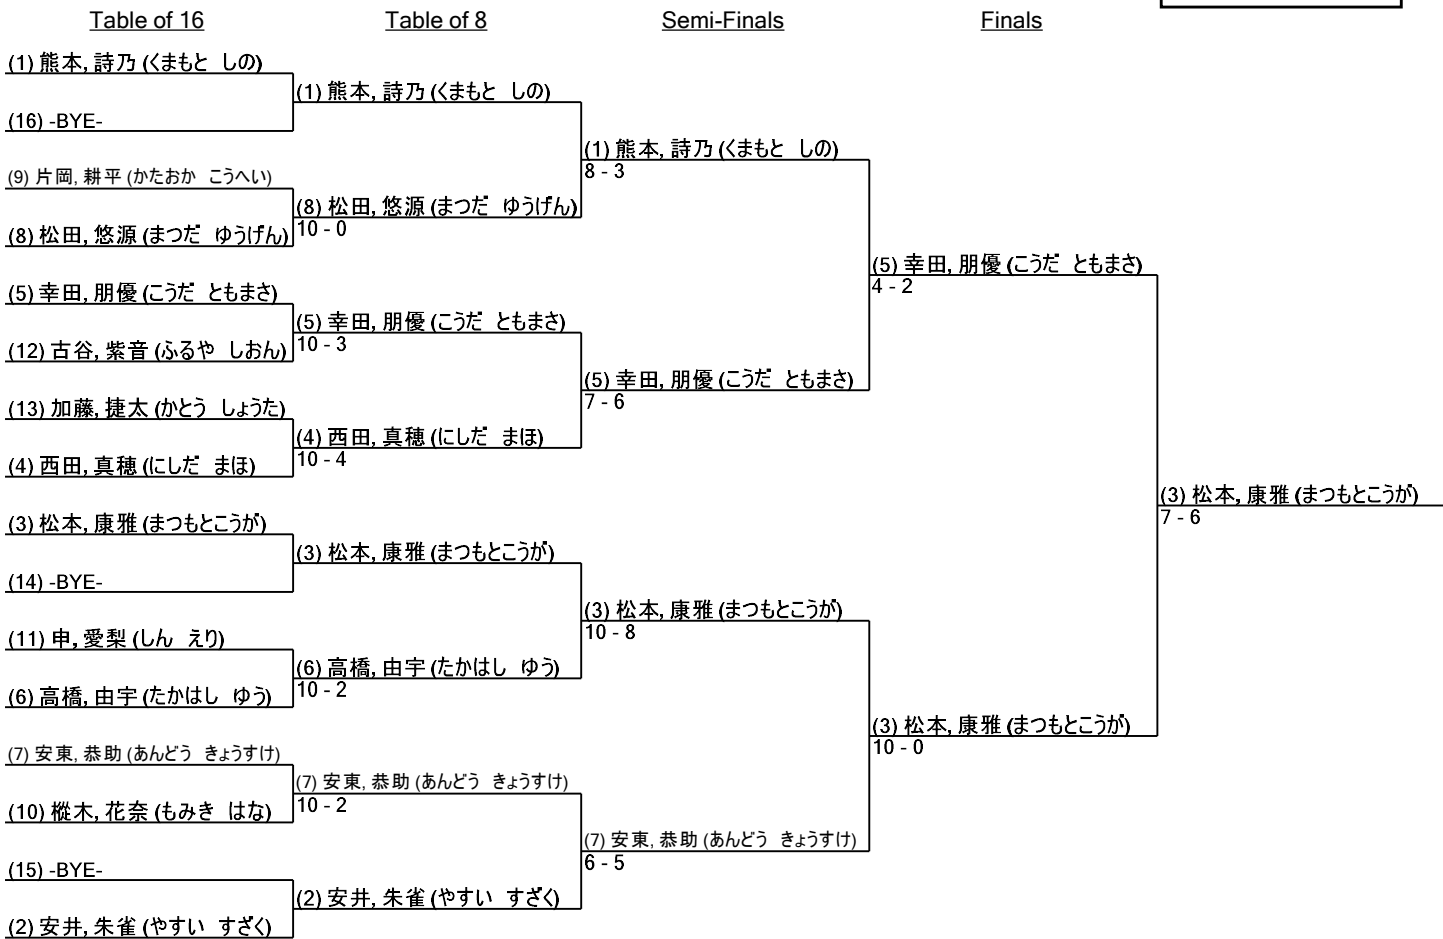 Table of 16
Table of 8
Semi-Finals
Finals
(1) 熊本, 詩乃 (くまもと　しの)
(16) -BYE-
(9) 片岡, 耕平 (かたおか　こうへい)
(8) 松田, 悠源 (まつだ　ゆうげん)
(5) 幸田, 朋優 (こうだ　ともまさ)
(12) 古谷, 紫音 (ふるや　しおん)
(13) 加藤, 捷太 (かとう　しょうた)
(4) 西田, 真穂 (にしだ　まほ)
(3) 松本, 康雅 (まつもとこうが)
(14) -BYE-
(11) 申, 愛梨 (しん　えり)
(6) 高橋, 由宇 (たかはし　ゆう)
(7) 安東, 恭助 (あんどう　きょうすけ)
(10) 樅木, 花奈 (もみき　はな)
(15) -BYE-
(2) 安井, 朱雀 (やすい　すざく)
(1) 熊本, 詩乃 (くまもと　しの)
(8) 松田, 悠源 (まつだ　ゆうげん)
10 - 0
(5) 幸田, 朋優 (こうだ　ともまさ)
10 - 3
(4) 西田, 真穂 (にしだ　まほ)
10 - 4
(3) 松本, 康雅 (まつもとこうが)
(6) 高橋, 由宇 (たかはし　ゆう)
10 - 2
(7) 安東, 恭助 (あんどう　きょうすけ)
10 - 2
(2) 安井, 朱雀 (やすい　すざく)
(1) 熊本, 詩乃 (くまもと　しの)
8 - 3
(5) 幸田, 朋優 (こうだ　ともまさ)
7 - 6
(3) 松本, 康雅 (まつもとこうが)
10 - 8
(7) 安東, 恭助 (あんどう　きょうすけ)
6 - 5
(5) 幸田, 朋優 (こうだ　ともまさ)
4 - 2
(3) 松本, 康雅 (まつもとこうが)
10 - 0
(3) 松本, 康雅 (まつもとこうが)
7 - 6